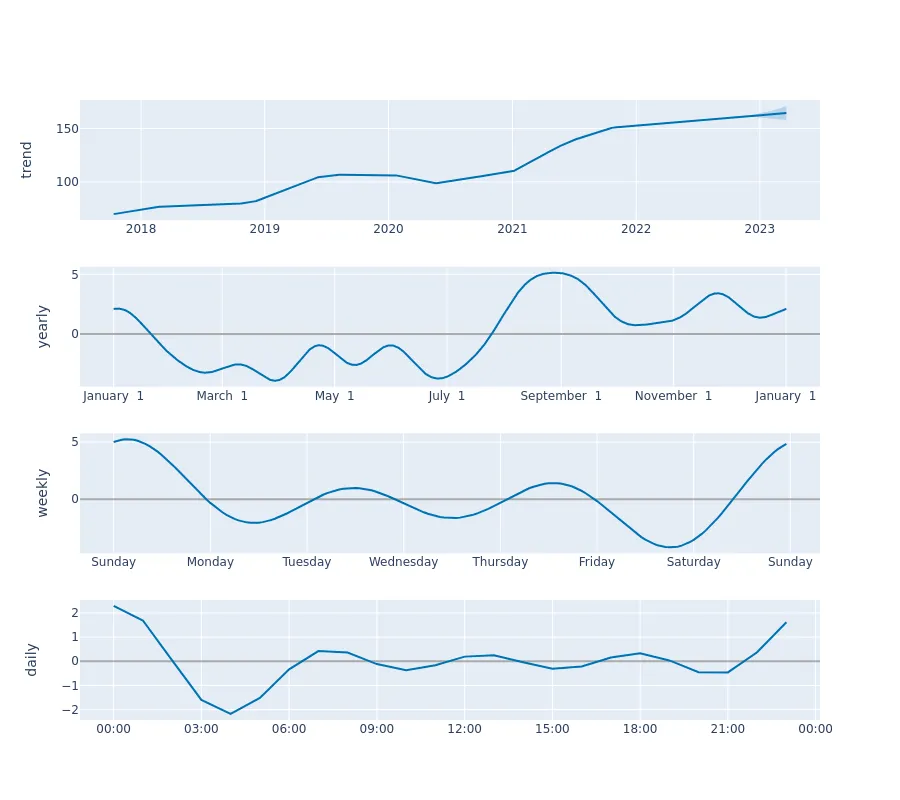 trend
150
100
2018 2019 2020 2021 2022 2023
yearly
5
0
January 1 March 1 May 1 July 1 September 1 November 1 January 1
weekly
5
0
Sunday Monday Tuesday Wednesday Thursday Friday Saturday Sunday
daily
2
1
0
−1
−2
00:00 03:00 06:00 09:00 12:00 15:00 18:00 21:00 00:00